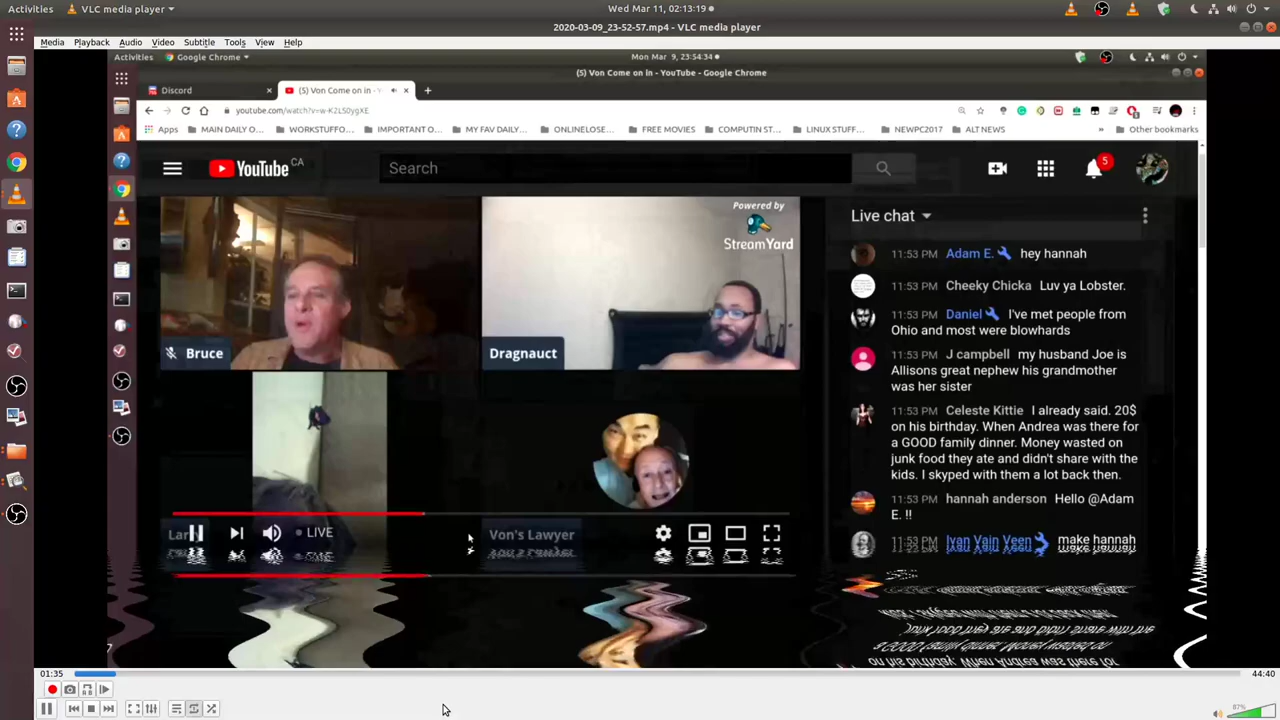 Activities VLC media player Wed Mar 11, 02:13:19
2020-03-09_23-52-57.mp4 - VLC media player
Media Playback Audio Video Subtitle Tools View Help
Activities Google Chrome Mon Mar 9, 23:54:34
(5) Von Come on In - YouTube - Google Chrome
Discord (5) Von Come on in -
youtube.com/watch?v=w-K2L50ygXE
Apps MAIN DAILY O... WORKSTUFFO... IMPORTANT O... MY FAV DAILY... ONLINELOSE... FREE MOVIES COMPUTIN ST... LINUX STUFF... NEWPC2017 ALT NEWS » Other bookmarks
YouTube CA Search 5
Powered by
StreamYard
Bruce
Dragnauct
Lar
LIVE
Von's Lawyer
Live chat
11:53 PM Adam E. hey hannah
11:53 PM Cheeky Chicka Luv ya Lobster.
11:53 PM Daniel I've met people from
Ohio and most were blowhards
11:54 PM J campbell my husband Joe is
Allisons great nephew his grandmother
was her sister
11:53 PM Celeste Kittie I already said. 20$
on his birthday. When Andrea was there for
a GOOD family dinner. Money wasted on
junk food they ate and didn't share with the
kids. I skyped with them a lot back then.
11:53 PM hannah anderson Hello @Adam
E. !!
11:53 PM Ivan Vain Veen make hannah
01:35 44:40
87%